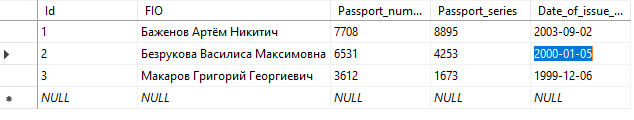 Id FIO Passport_num... Passport_series Date_of_issue_...
1 Баженов Артём Никитич 7708 8895 2003-09-02
2 Безрукова Василиса Максимовна 6531 4253 2000-01-05
3 Макаров Григорий Георгиевич 3612 1673 1999-12-06
NULL NULL NULL NULL NULL